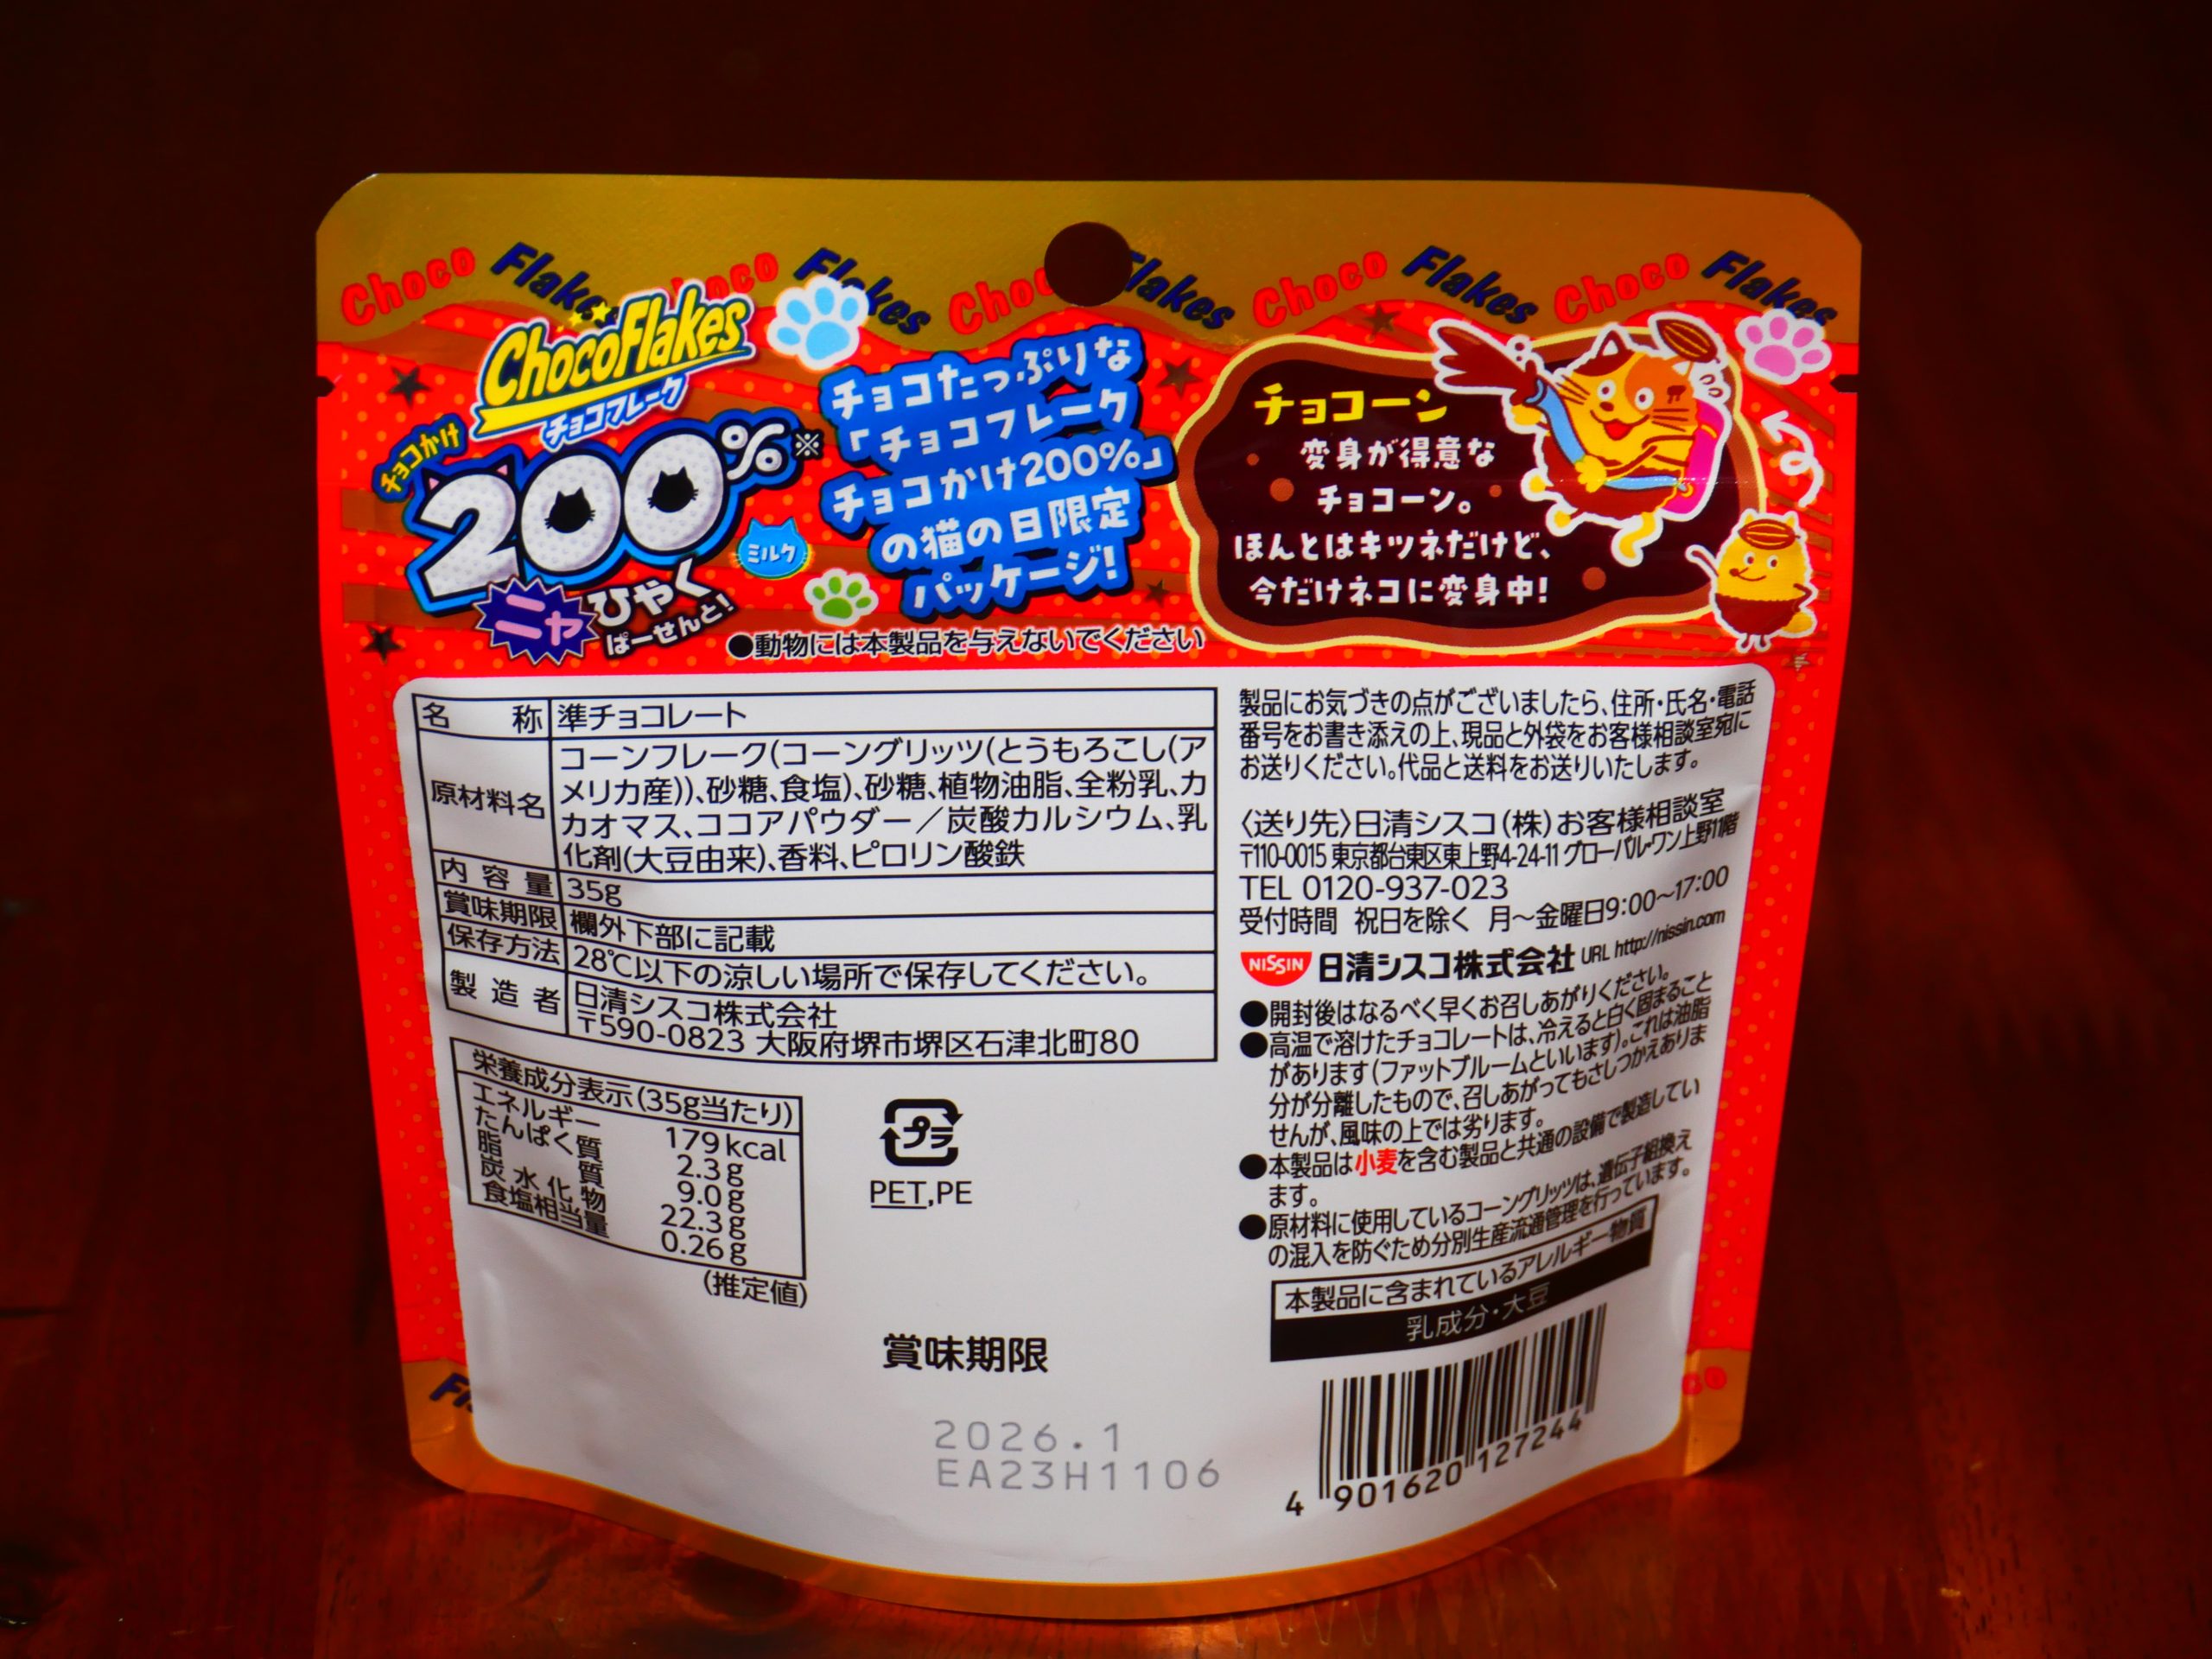 Choco Flakes Choco Flakes Choco Flakes Choco Flakes Choco Flakes
ChocoFlakes
チョコフレーク
チョコかけ
200%※
ニャひゃく
ぱーせんと!
ミルク
チョコたっぷりな
「チョコフレーク
チョコかけ200%」
の猫の日限定
パッケージ!
●動物には本製品を与えないでください
チョコーン
変身が得意な
チョコーン。
ほんとはキツネだけど、
今だけネコに変身中!
名称 準チョコレート
原材料名 コーンフレーク(コーングリッツ(とうもろこし(ア
メリカ産))、砂糖、食塩)、砂糖、植物油脂、全粉乳、カ
カオマス、ココアパウダー/炭酸カルシウム、乳
化剤(大豆由来)、香料、ピロリン酸鉄
内容量 35g
賞味期限 欄外下部に記載
保存方法 28℃以下の涼しい場所で保存してください。
製造者 日清シスコ株式会社
〒590-0823 大阪府堺市堺区石津北町80
栄養成分表示(35g当たり)
エネルギー 179kcal
たんぱく質 2.3g
脂質 9.0g
炭水化物 22.3g
食塩相当量 0.26g
(推定値)
プラ
PET,PE
賞味期限
2026.1
EA23H1106
製品にお気づきの点がございましたら、住所・氏名・電話
番号をお書き添えの上、現品と外袋をお客様相談室宛に
お送りください。代品と送料をお送りいたします。
〈送り先〉日清シスコ(株)お客様相談室
〒110-0015 東京都台東区東上野4-24-11 グローバル・ワン上野11階
TEL 0120-937-023
受付時間 祝日を除く 月～金曜日9:00～17:00
NISSIN 日清シスコ株式会社 URL http://nissin.com
●開封後はなるべく早くお召しあがりください。
●高温で溶けたチョコレートは、冷えると白く固まること
があります(ファットブルームといいます)。これは油脂
分が分離したもので、召しあがってもさしつかえありま
せんが、風味の上では劣ります。
●本製品は小麦を含む製品と共通の設備で製造してい
ます。
●原材料に使用しているコーングリッツは、遺伝子組換え
の混入を防ぐため分別生産流通管理を行っています。
本製品に含まれているアレルギー物質
乳成分・大豆
4 901620 127244